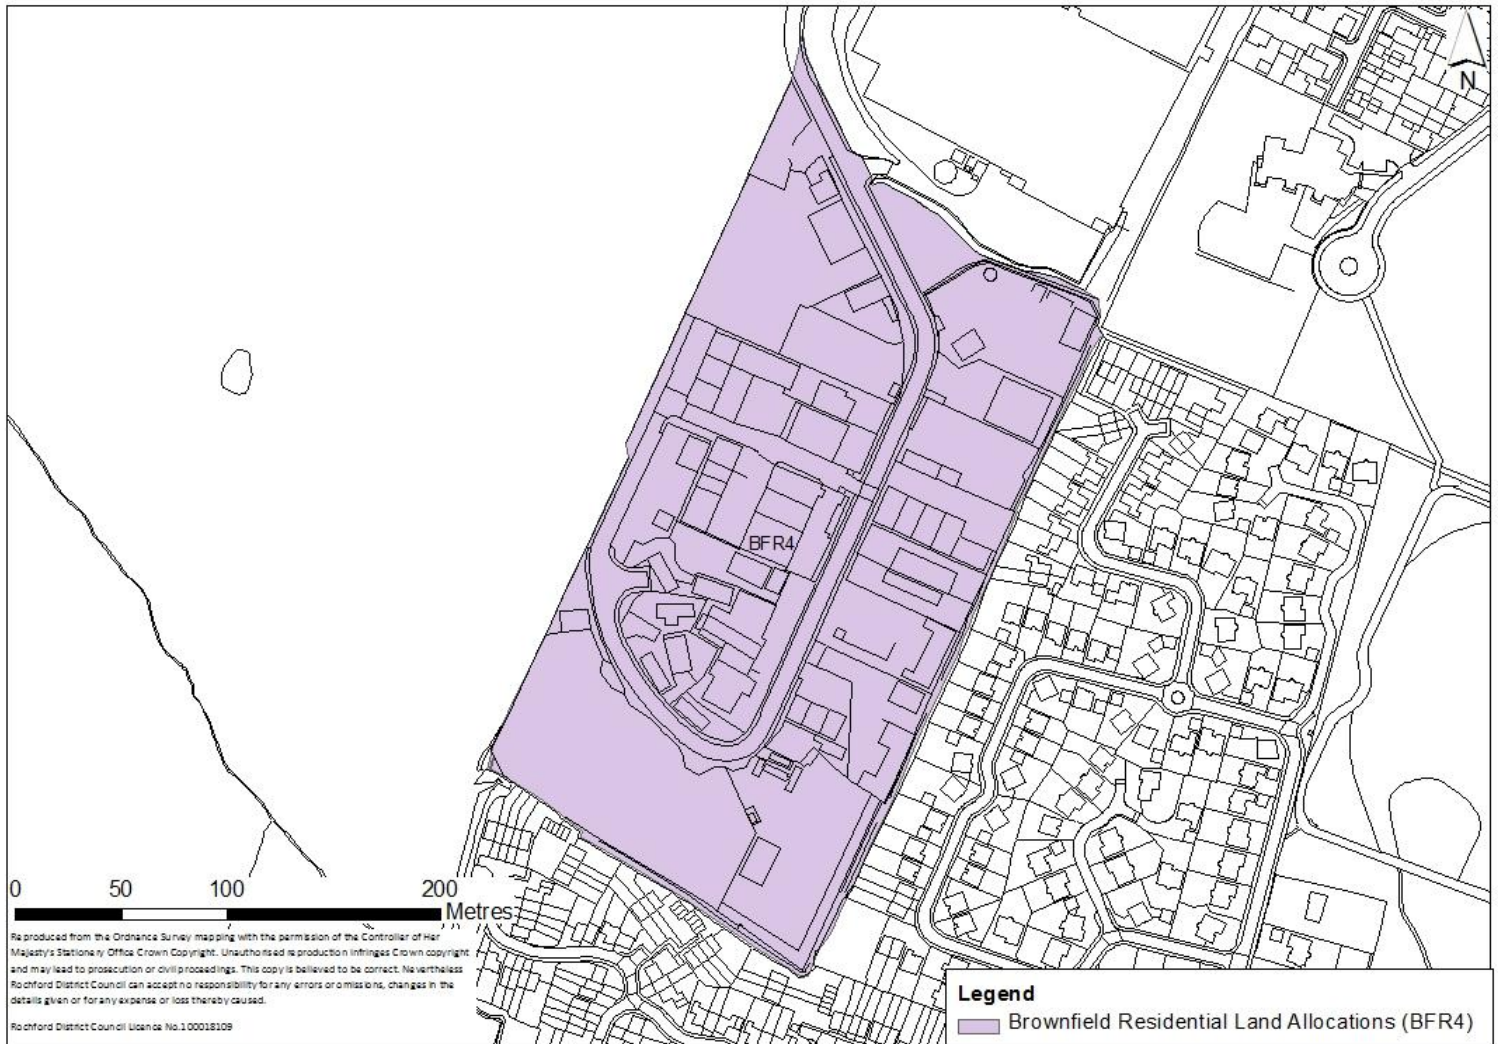 N
BFR4
0 50 100 200
Metres
Reproduced from the Ordnance Survey mapping with the permission of the Controller of Her
Majesty's Stationery Office Crown Copyright. Unauthorised reproduction infringes Crown copyright
and may lead to prosecution or civil proceedings. This copy is believed to be correct. Nevertheless
Rochford District Council can accept no responsibility for any errors or omissions, changes in the
details given or for any expense or loss thereby caused.
Rochford District Council Licence No.100018109
Legend
Brownfield Residential Land Allocations (BFR4)